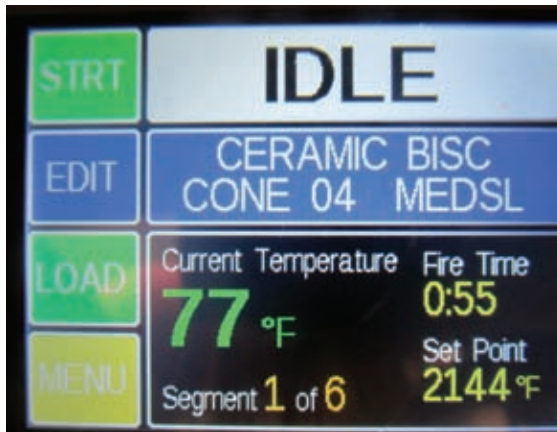 STRT
IDLE
EDIT
CERAMIC BISC
CONE 04 MEDSL
LOAD
Current Temperature
77 °F
Fire Time
0:55
Set Point
2144 °F
MENU
Segment 1 of 6